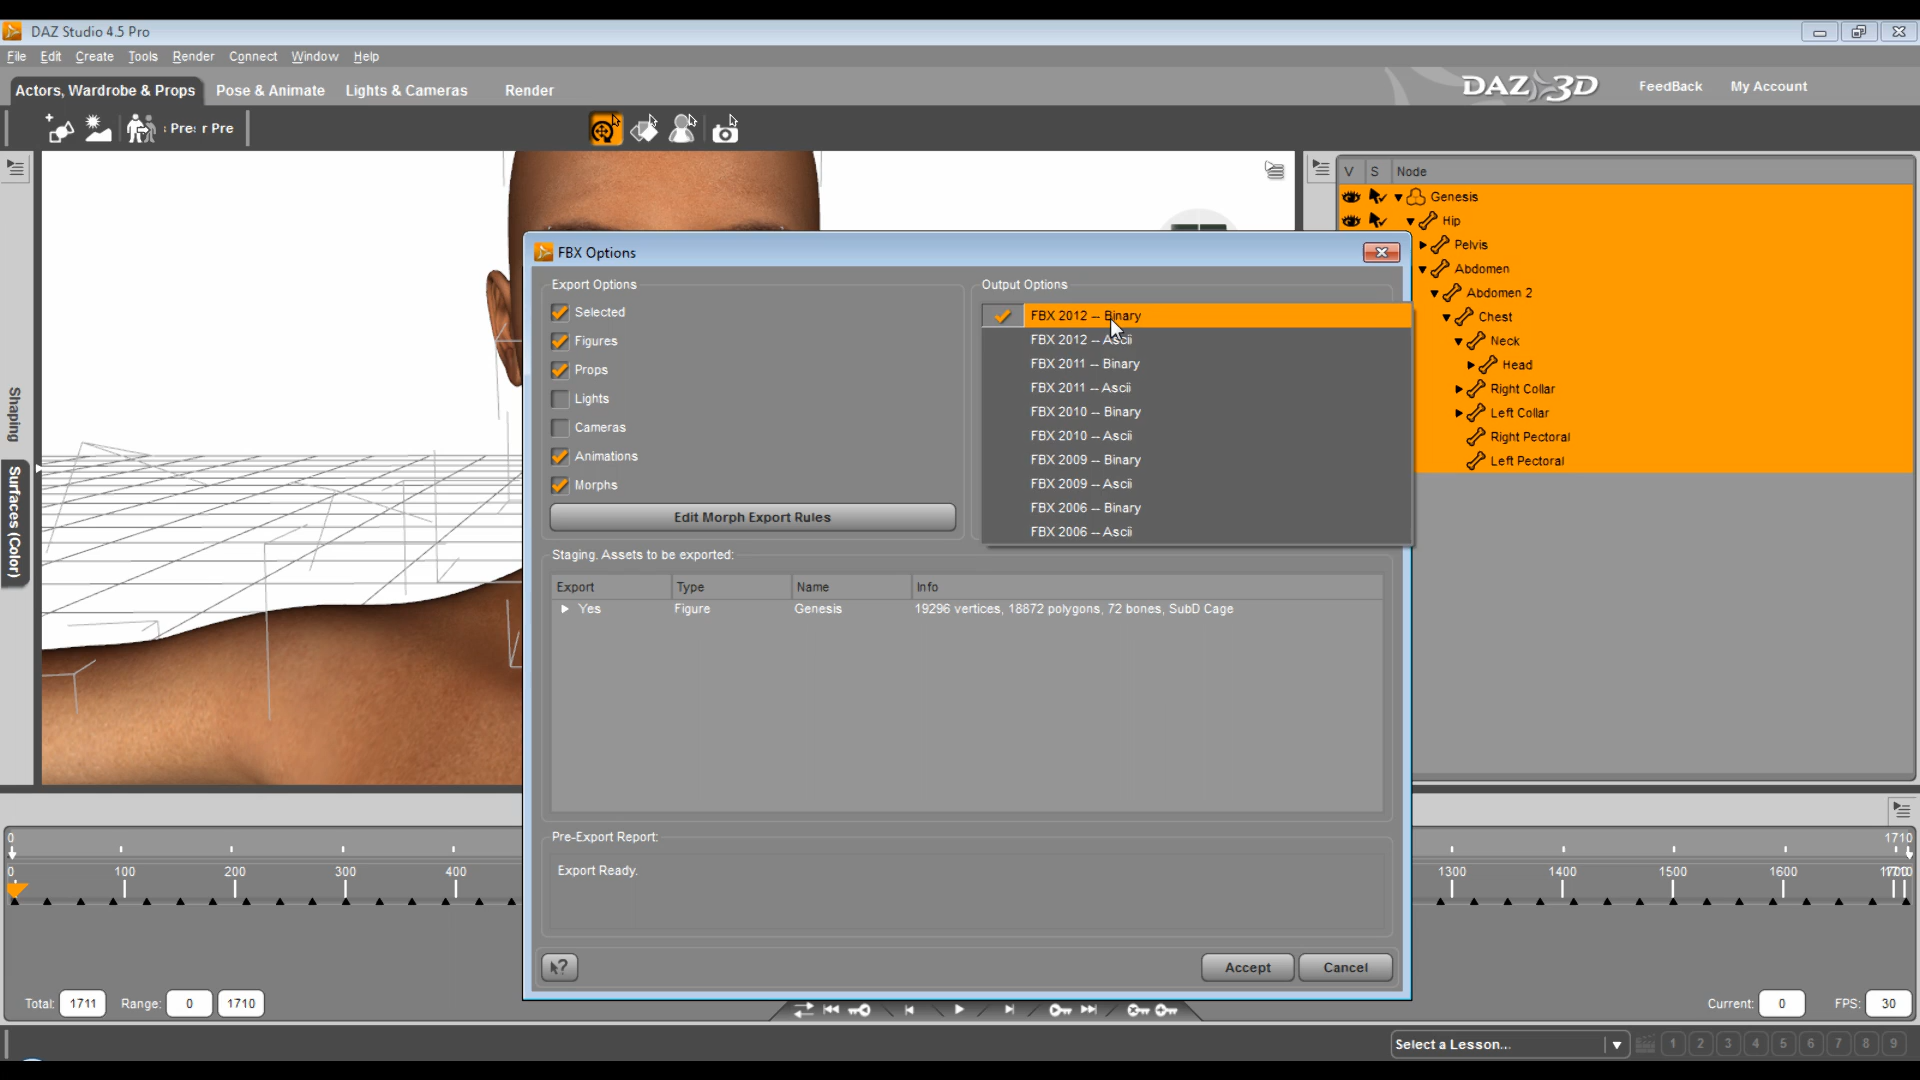 DAZ Studio 4.5 Pro
File Edit Create Tools Render Connect Window Help
Actors, Wardrobe & Props Pose & Animate Lights & Cameras Render
DAZ 3D FeedBack My Account
: Pre: r Pre
Shaping
Surfaces (Color)
V S Node
Genesis
Hip
Pelvis
Abdomen
Abdomen 2
Chest
Neck
Head
Right Collar
Left Collar
Right Pectoral
Left Pectoral
FBX Options
Export Options
Selected
Figures
Props
Lights
Cameras
Animations
Morphs
Edit Morph Export Rules
Output Options
FBX 2012 -- Binary
FBX 2012 -- Ascii
FBX 2011 -- Binary
FBX 2011 -- Ascii
FBX 2010 -- Binary
FBX 2010 -- Ascii
FBX 2009 -- Binary
FBX 2009 -- Ascii
FBX 2006 -- Binary
FBX 2006 -- Ascii
Staging. Assets to be exported:
Export Type Name Info
Yes Figure Genesis 19296 vertices, 18872 polygons, 72 bones, SubD Cage
Pre-Export Report:
Export Ready.
Accept Cancel
0 1710
0 100 200 300 400 1300 1400 1500 1600
Total: 1711 Range: 0 1710 Current: 0 FPS: 30
Select a Lesson... 1 2 3 4 5 6 7 8 9